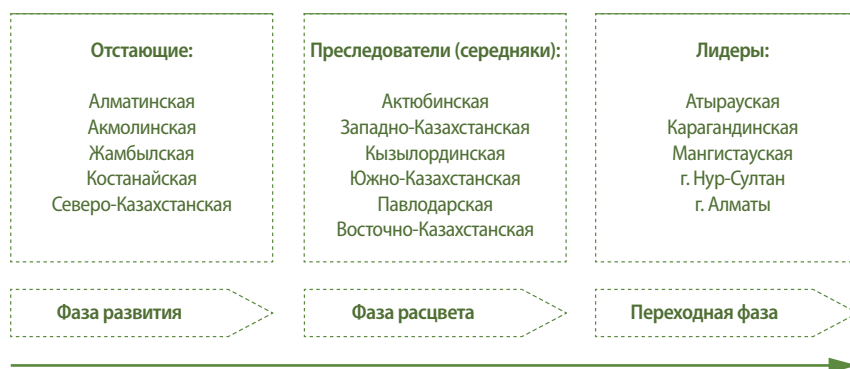 Отстающие:
Алматинская
Акмолинская
Жамбылская
Костанайская
Северо-Казахстанская
Преследователи (середняки):
Актюбинская
Западно-Казахстанская
Кызылординская
Южно-Казахстанская
Павлодарская
Восточно-Казахстанская
Лидеры:
Атырауская
Карагандинская
Мангистауская
г. Нур-Султан
г. Алматы
Фаза развития
Фаза расцвета
Переходная фаза